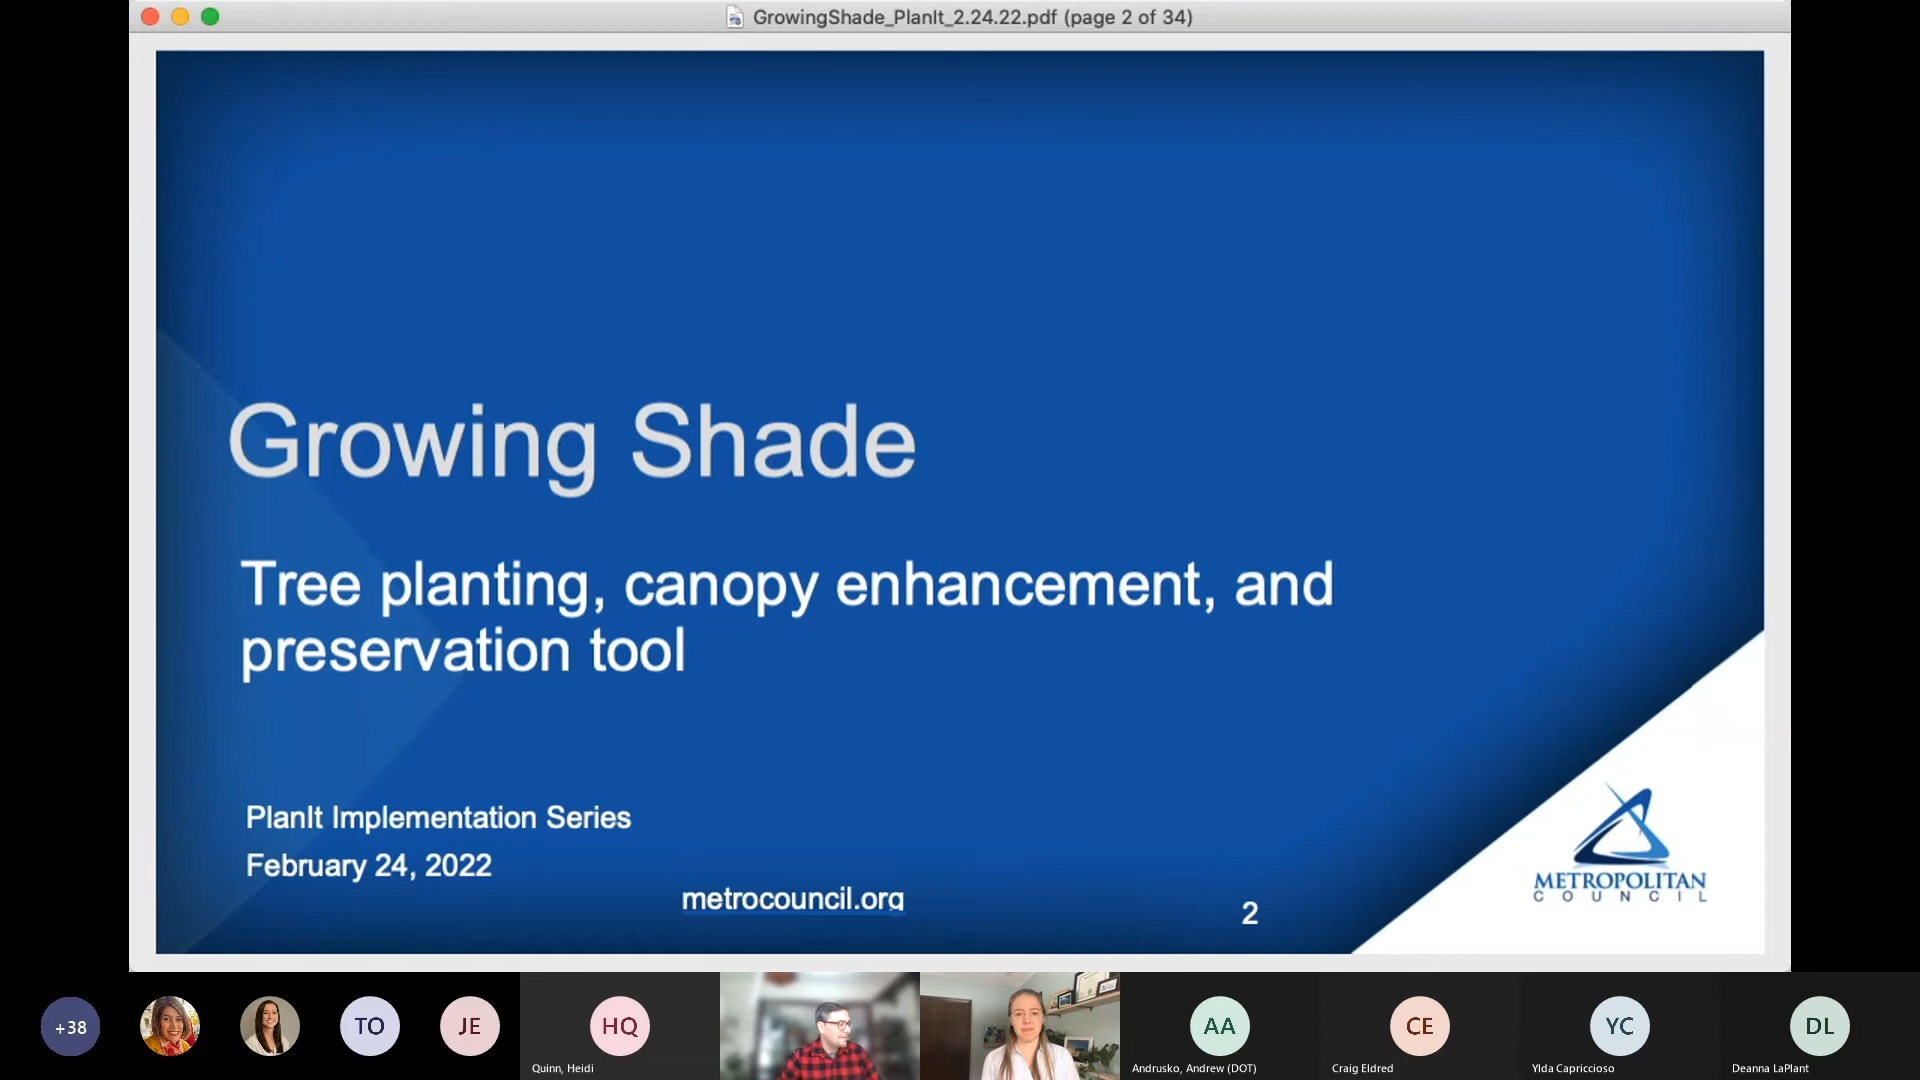 GrowingShade_PlanIt_2.24.22.pdf (page 2 of 34)
Growing Shade
Tree planting, canopy enhancement, and
preservation tool
PlanIt Implementation Series
February 24, 2022
metrocouncil.org
2
METROPOLITAN
COUNCIL
+38
TO
JE
HQ
AA
CE
YC
DL
Quinn, Heidi
Andrusko, Andrew (DOT)
Craig Eldred
Ylda Capriccioso
Deanna LaPlant